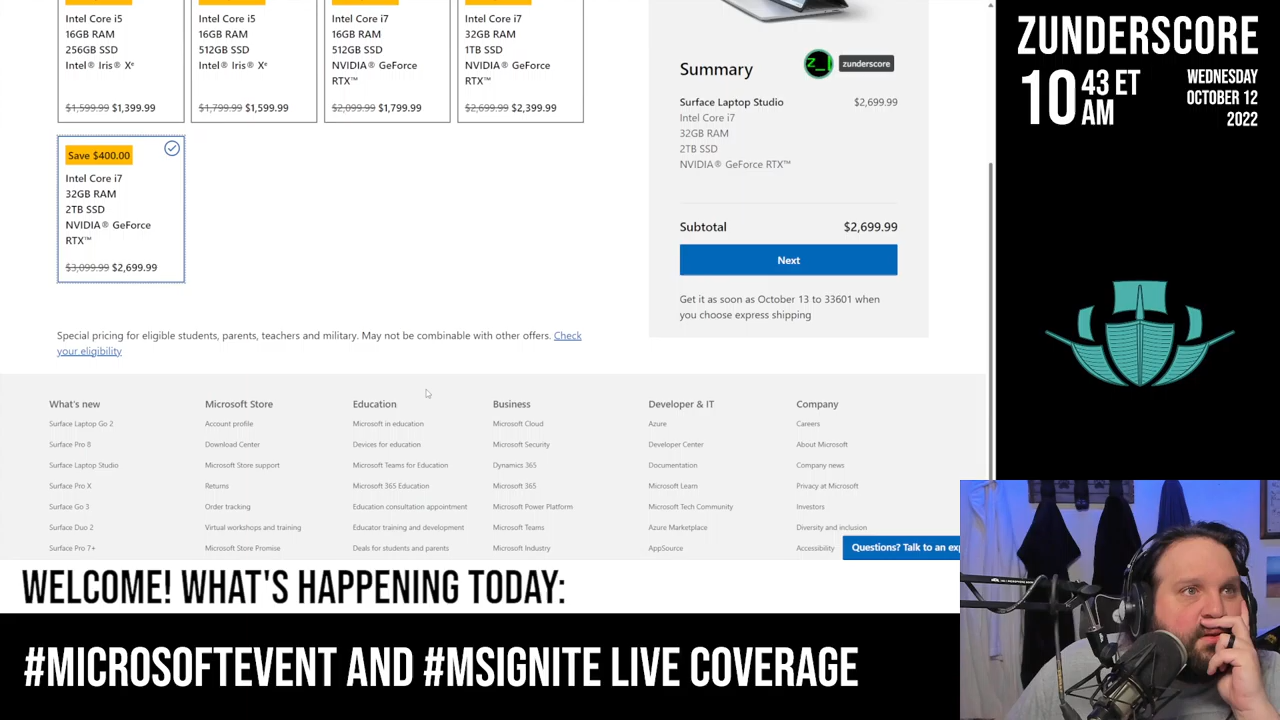 Intel Core i5
16GB RAM
256GB SSD
Intel® Iris® Xᵉ
$1,599.99 $1,399.99
Intel Core i5
16GB RAM
512GB SSD
Intel® Iris® Xᵉ
$1,799.99 $1,599.99
Intel Core i7
16GB RAM
512GB SSD
NVIDIA® GeForce
RTX™
$2,099.99 $1,799.99
Intel Core i7
32GB RAM
1TB SSD
NVIDIA® GeForce
RTX™
$2,699.99 $2,399.99
Save $400.00
Intel Core i7
32GB RAM
2TB SSD
NVIDIA® GeForce
RTX™
$3,099.99 $2,699.99
Special pricing for eligible students, parents, teachers and military. May not be combinable with other offers. Check
your eligibility
Summary
z_
zunderscore
Surface Laptop Studio $2,699.99
Intel Core i7
32GB RAM
2TB SSD
NVIDIA® GeForce RTX™
Subtotal $2,699.99
Next
Get it as soon as October 13 to 33601 when
you choose express shipping
What's new
Surface Laptop Go 2
Surface Pro 8
Surface Laptop Studio
Surface Pro X
Surface Go 3
Surface Duo 2
Surface Pro 7+
Microsoft Store
Account profile
Download Center
Microsoft Store support
Returns
Order tracking
Virtual workshops and training
Microsoft Store Promise
Education
Microsoft in education
Devices for education
Microsoft Teams for Education
Microsoft 365 Education
Education consultation appointment
Educator training and development
Deals for students and parents
Business
Microsoft Cloud
Microsoft Security
Dynamics 365
Microsoft 365
Microsoft Power Platform
Microsoft Teams
Microsoft Industry
Developer & IT
Azure
Developer Center
Documentation
Microsoft Learn
Microsoft Tech Community
Azure Marketplace
AppSource
Company
Careers
About Microsoft
Company news
Privacy at Microsoft
Investors
Diversity and inclusion
Accessibility
Questions? Talk to an exp
ZUNDERSCORE
10 43 ET
AM
WEDNESDAY
OCTOBER 12
2022
WELCOME! WHAT'S HAPPENING TODAY:
#MICROSOFTEVENT AND #MSIGNITE LIVE COVERAGE